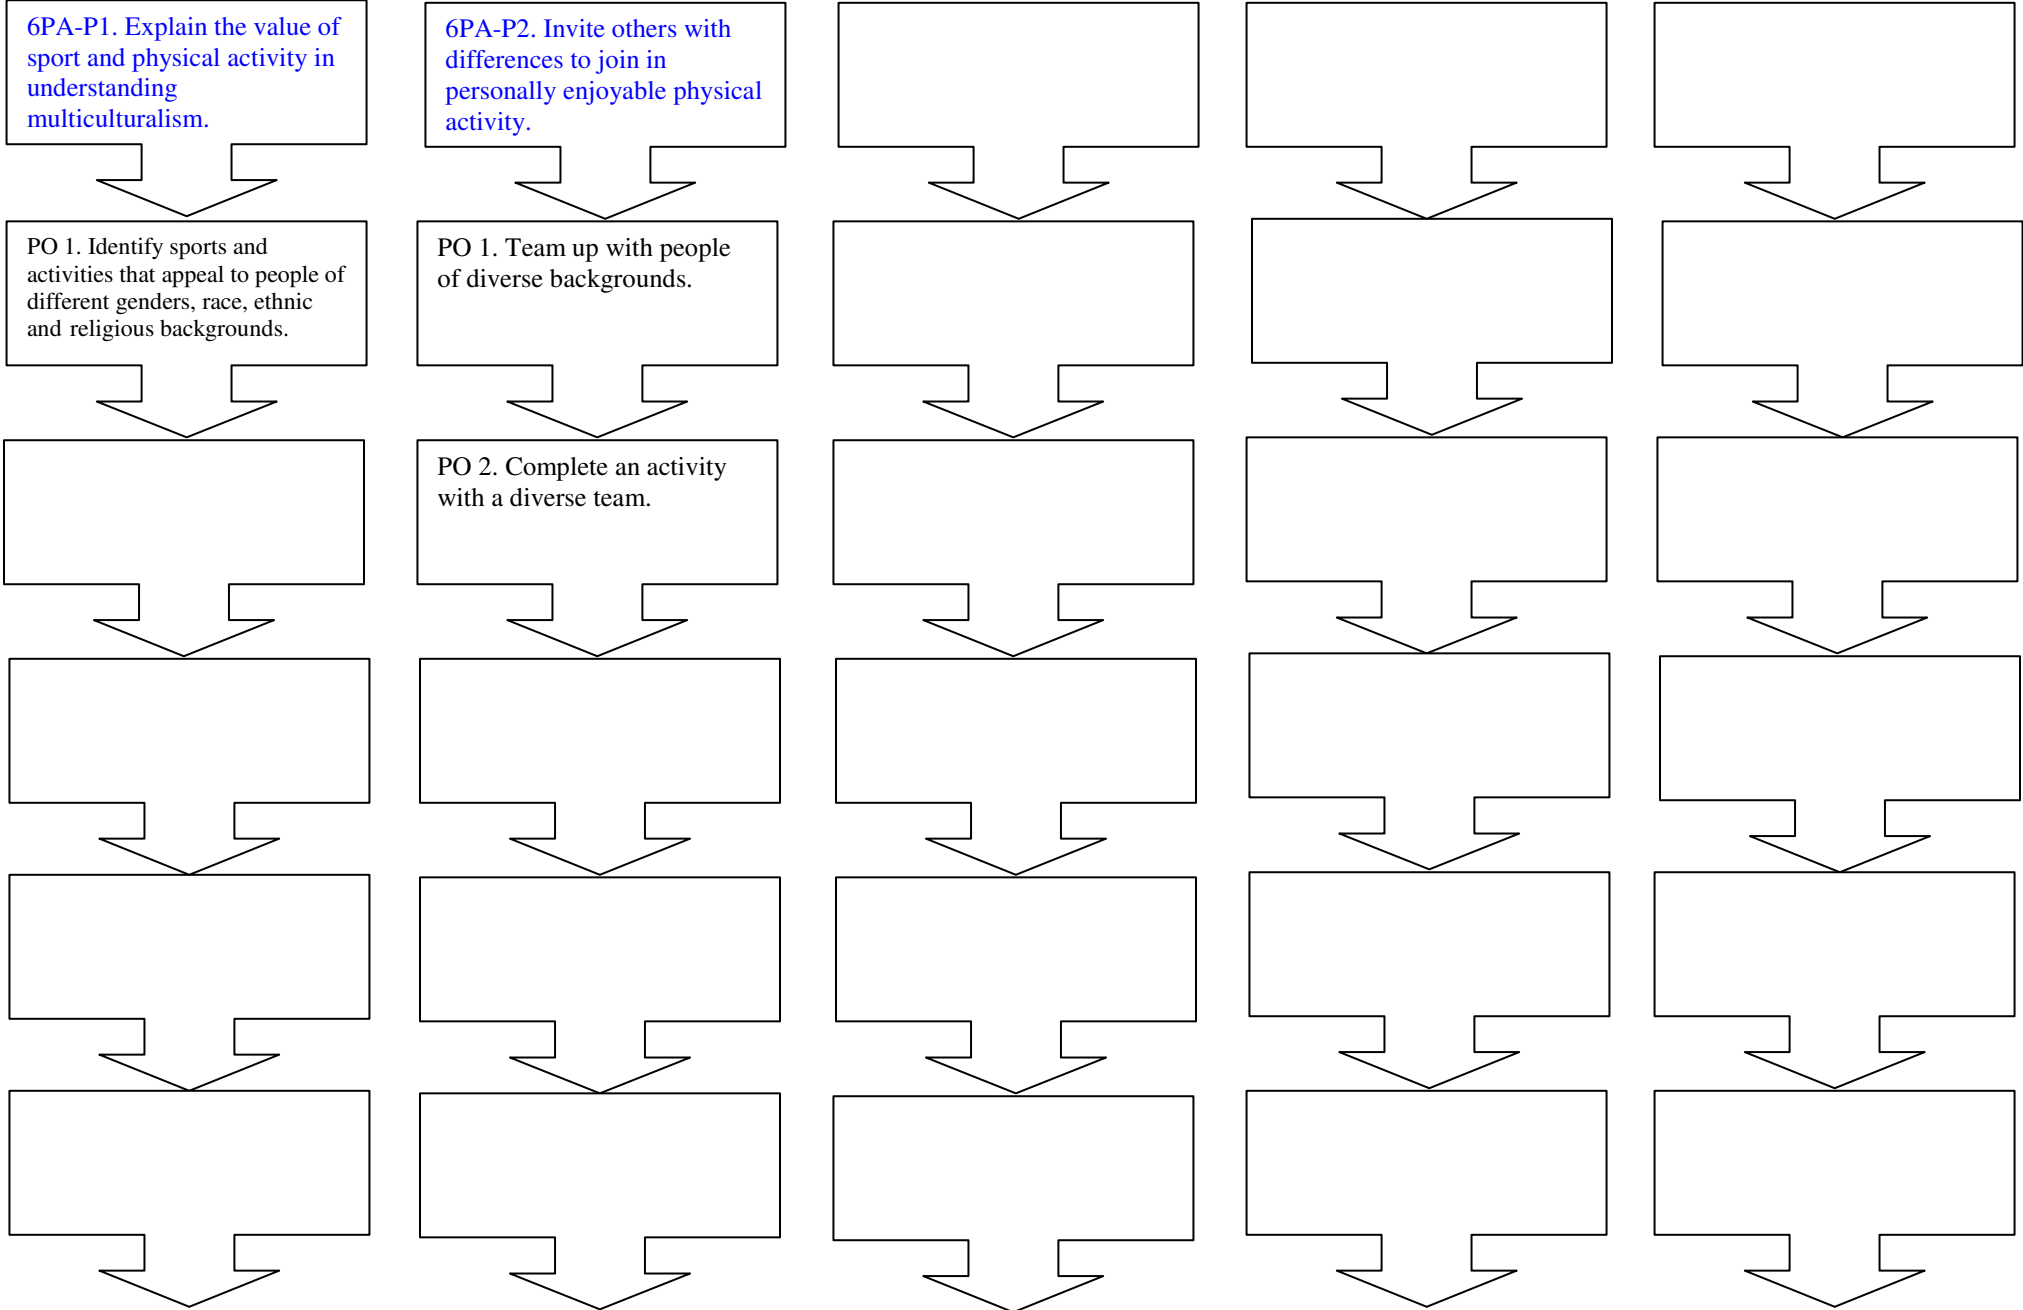 6PA-P1. Explain the value of
sport and physical activity in
understanding
multiculturalism.
6PA-P2. Invite others with
differences to join in
personally enjoyable physical
activity.
PO 1. Identify sports and
activities that appeal to people of
different genders, race, ethnic
and religious backgrounds.
PO 1. Team up with people
of diverse backgrounds.
PO 2. Complete an activity
with a diverse team.